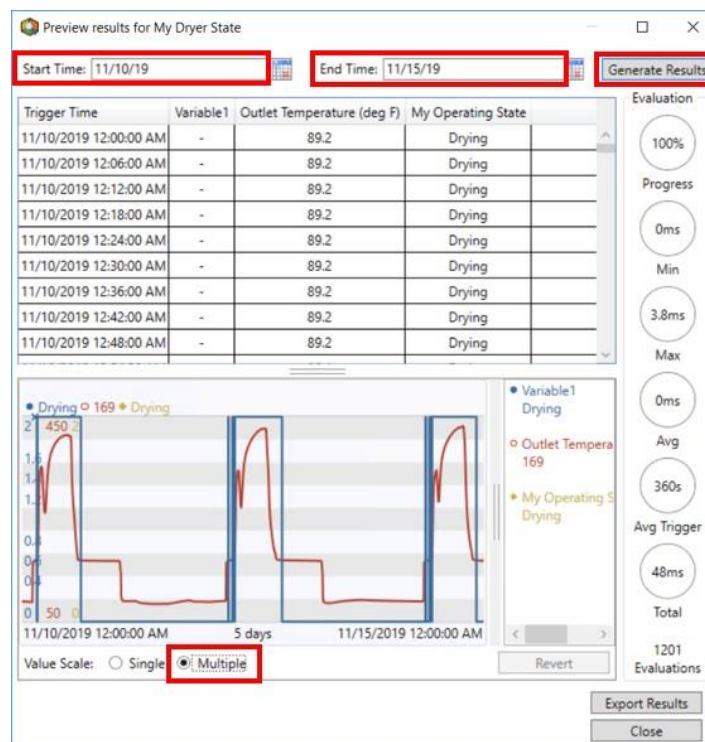 Preview results for My Dryer State
Start Time: 11/10/19 End Time: 11/15/19 Generate Results
Trigger Time Variable1 Outlet Temperature (deg F) My Operating State
11/10/2019 12:00:00 AM - 89.2 Drying
11/10/2019 12:06:00 AM - 89.2 Drying
11/10/2019 12:12:00 AM - 89.2 Drying
11/10/2019 12:18:00 AM - 89.2 Drying
11/10/2019 12:24:00 AM - 89.2 Drying
11/10/2019 12:30:00 AM - 89.2 Drying
11/10/2019 12:36:00 AM - 89.2 Drying
11/10/2019 12:42:00 AM - 89.2 Drying
11/10/2019 12:48:00 AM - 89.2 Drying
Evaluation
100%
Progress
0ms
Min
3.8ms
Max
0ms
Avg
360s
Avg Trigger
48ms
Total
1201
Evaluations
Drying 169 Drying
2 450 2
1.6
1.2
0.6
0.4
0 50 0
11/10/2019 12:00:00 AM 5 days 11/15/2019 12:00:00 AM
Variable1
Drying
Outlet Tempera
169
My Operating S
Drying
Value Scale: Single Multiple
Revert
Export Results
Close